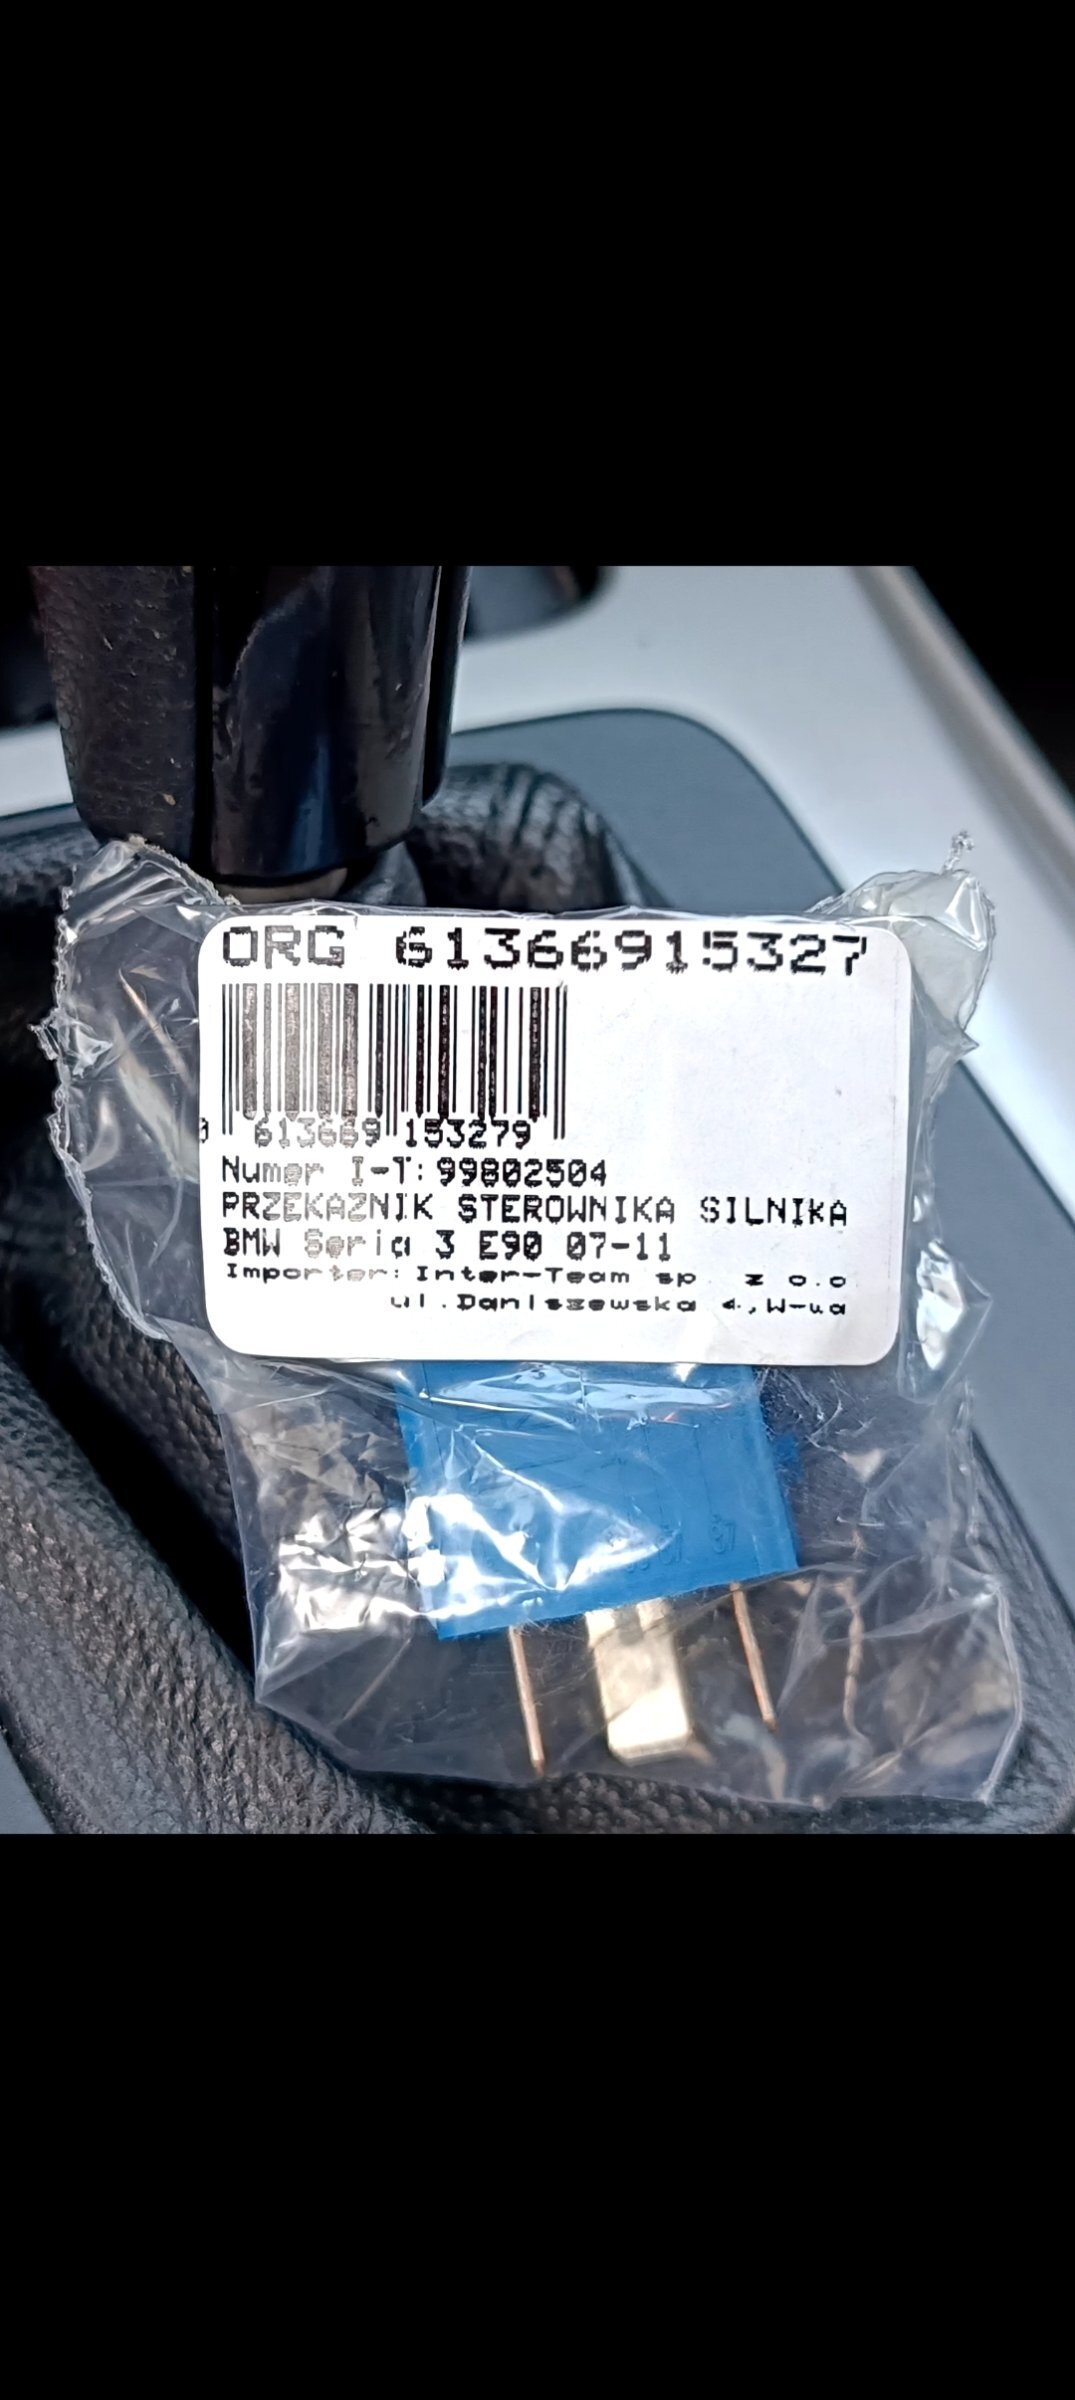 ORG 61366915327
0 613669 153279
Numer I-T: 99802504
PRZEKAZNIK STEROWNIKA SILNIKA
BMW Seria 3 E90 07-11
Importer: Inter-Team sp z o.o
ul.Daniszewska 4,W-wa
87